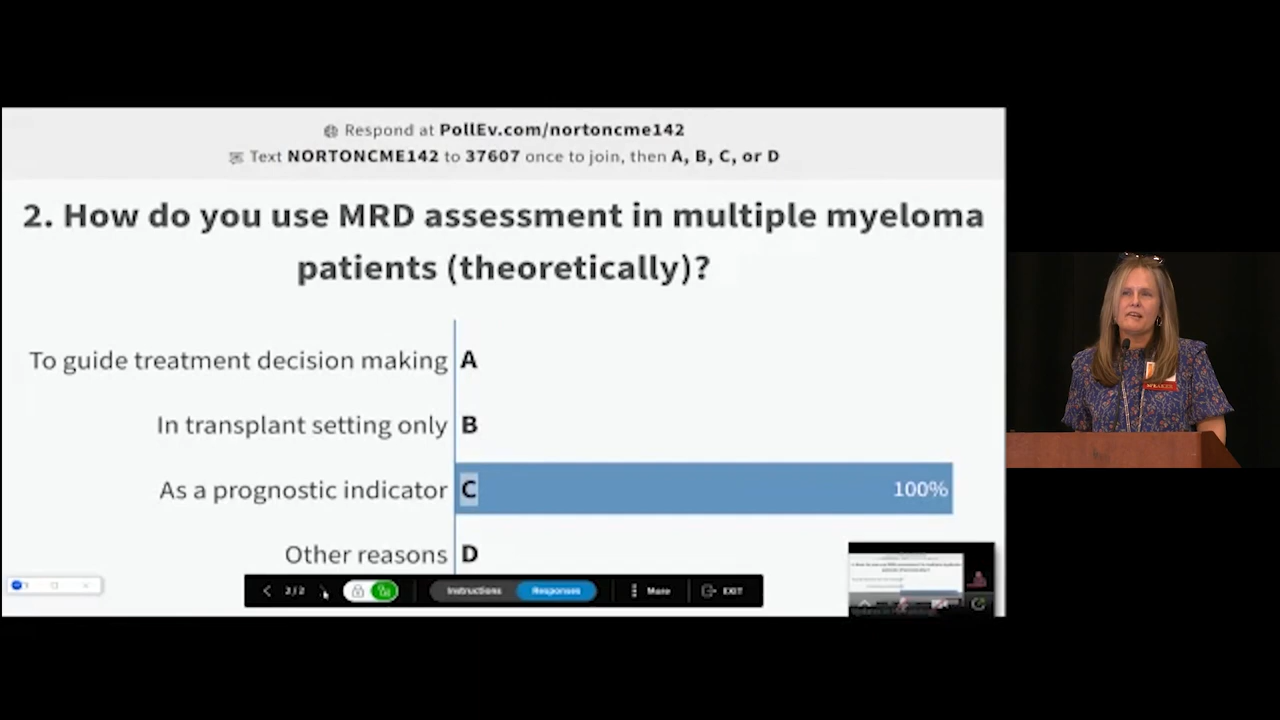 Respond at PollEv.com/nortoncme142
Text NORTONCME142 to 37607 once to join, then A, B, C, or D
2. How do you use MRD assessment in multiple myeloma
patients (theoretically)?
To guide treatment decision making A
In transplant setting only B
As a prognostic indicator C 100%
Other reasons D
2/2 Instructions Responses More EXIT
SPEAKER